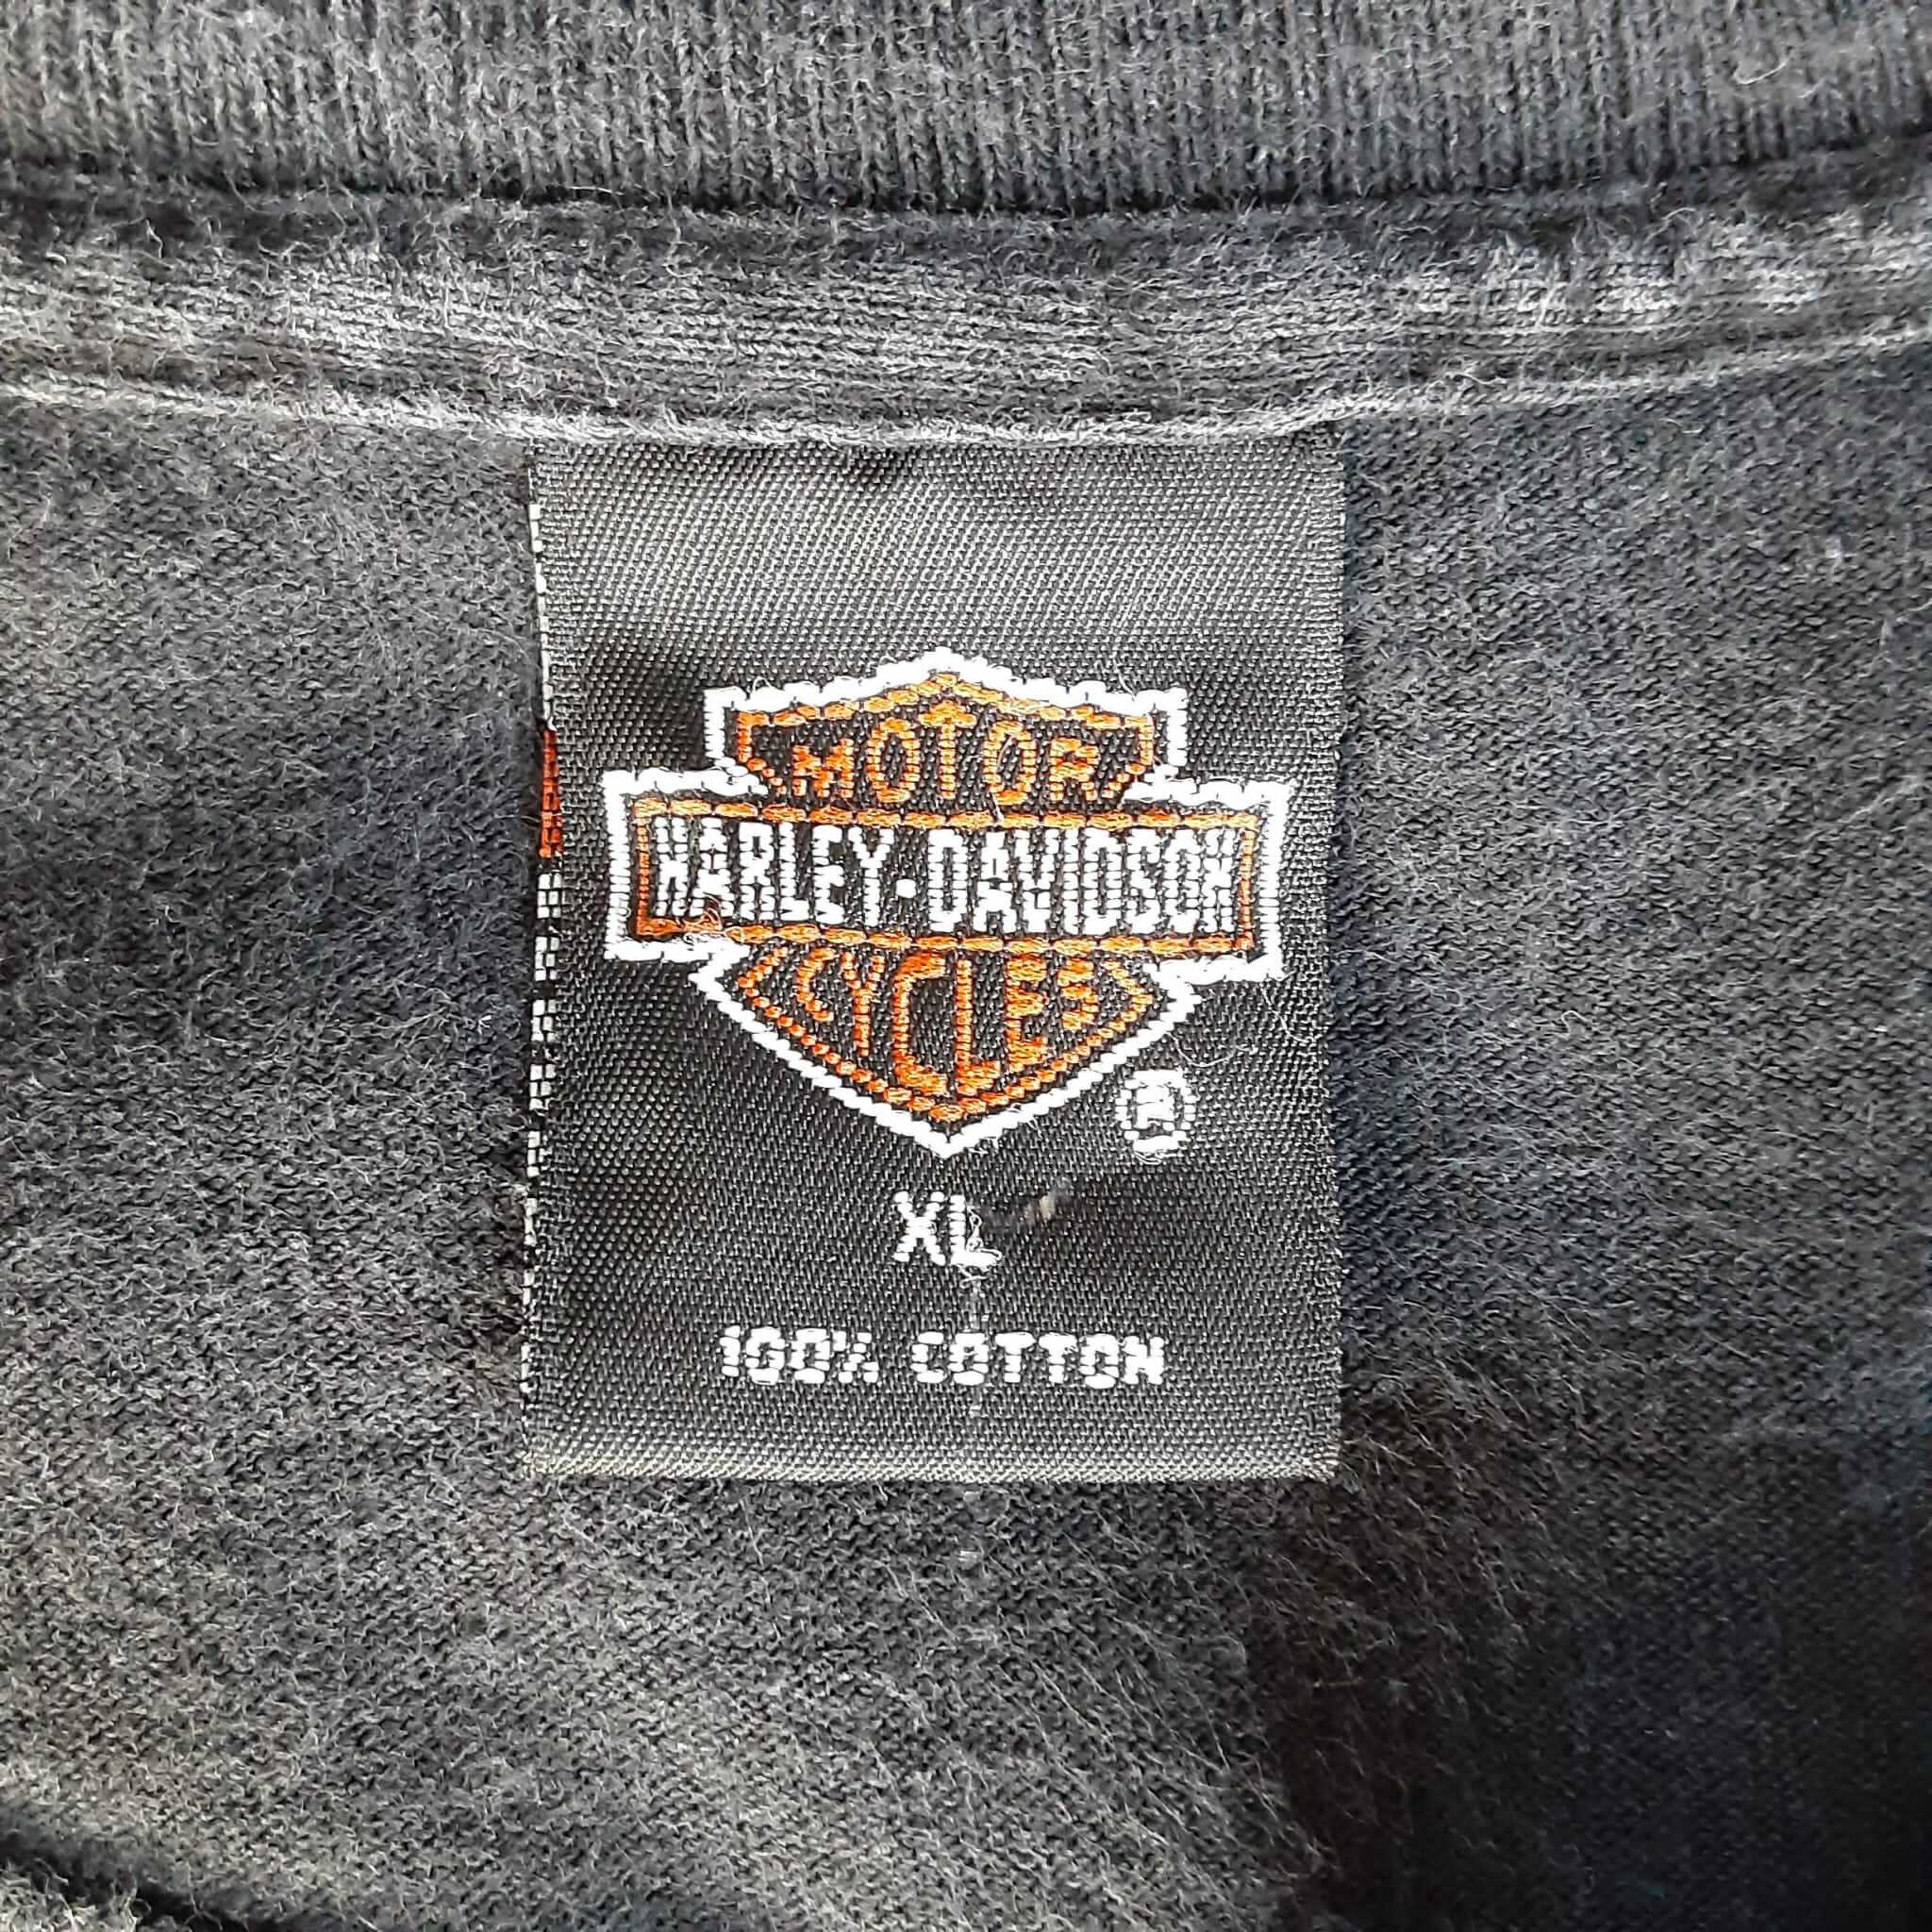 MOTOR
HARLEY-DAVIDSON
CYCLES
®
XL
100% COTTON